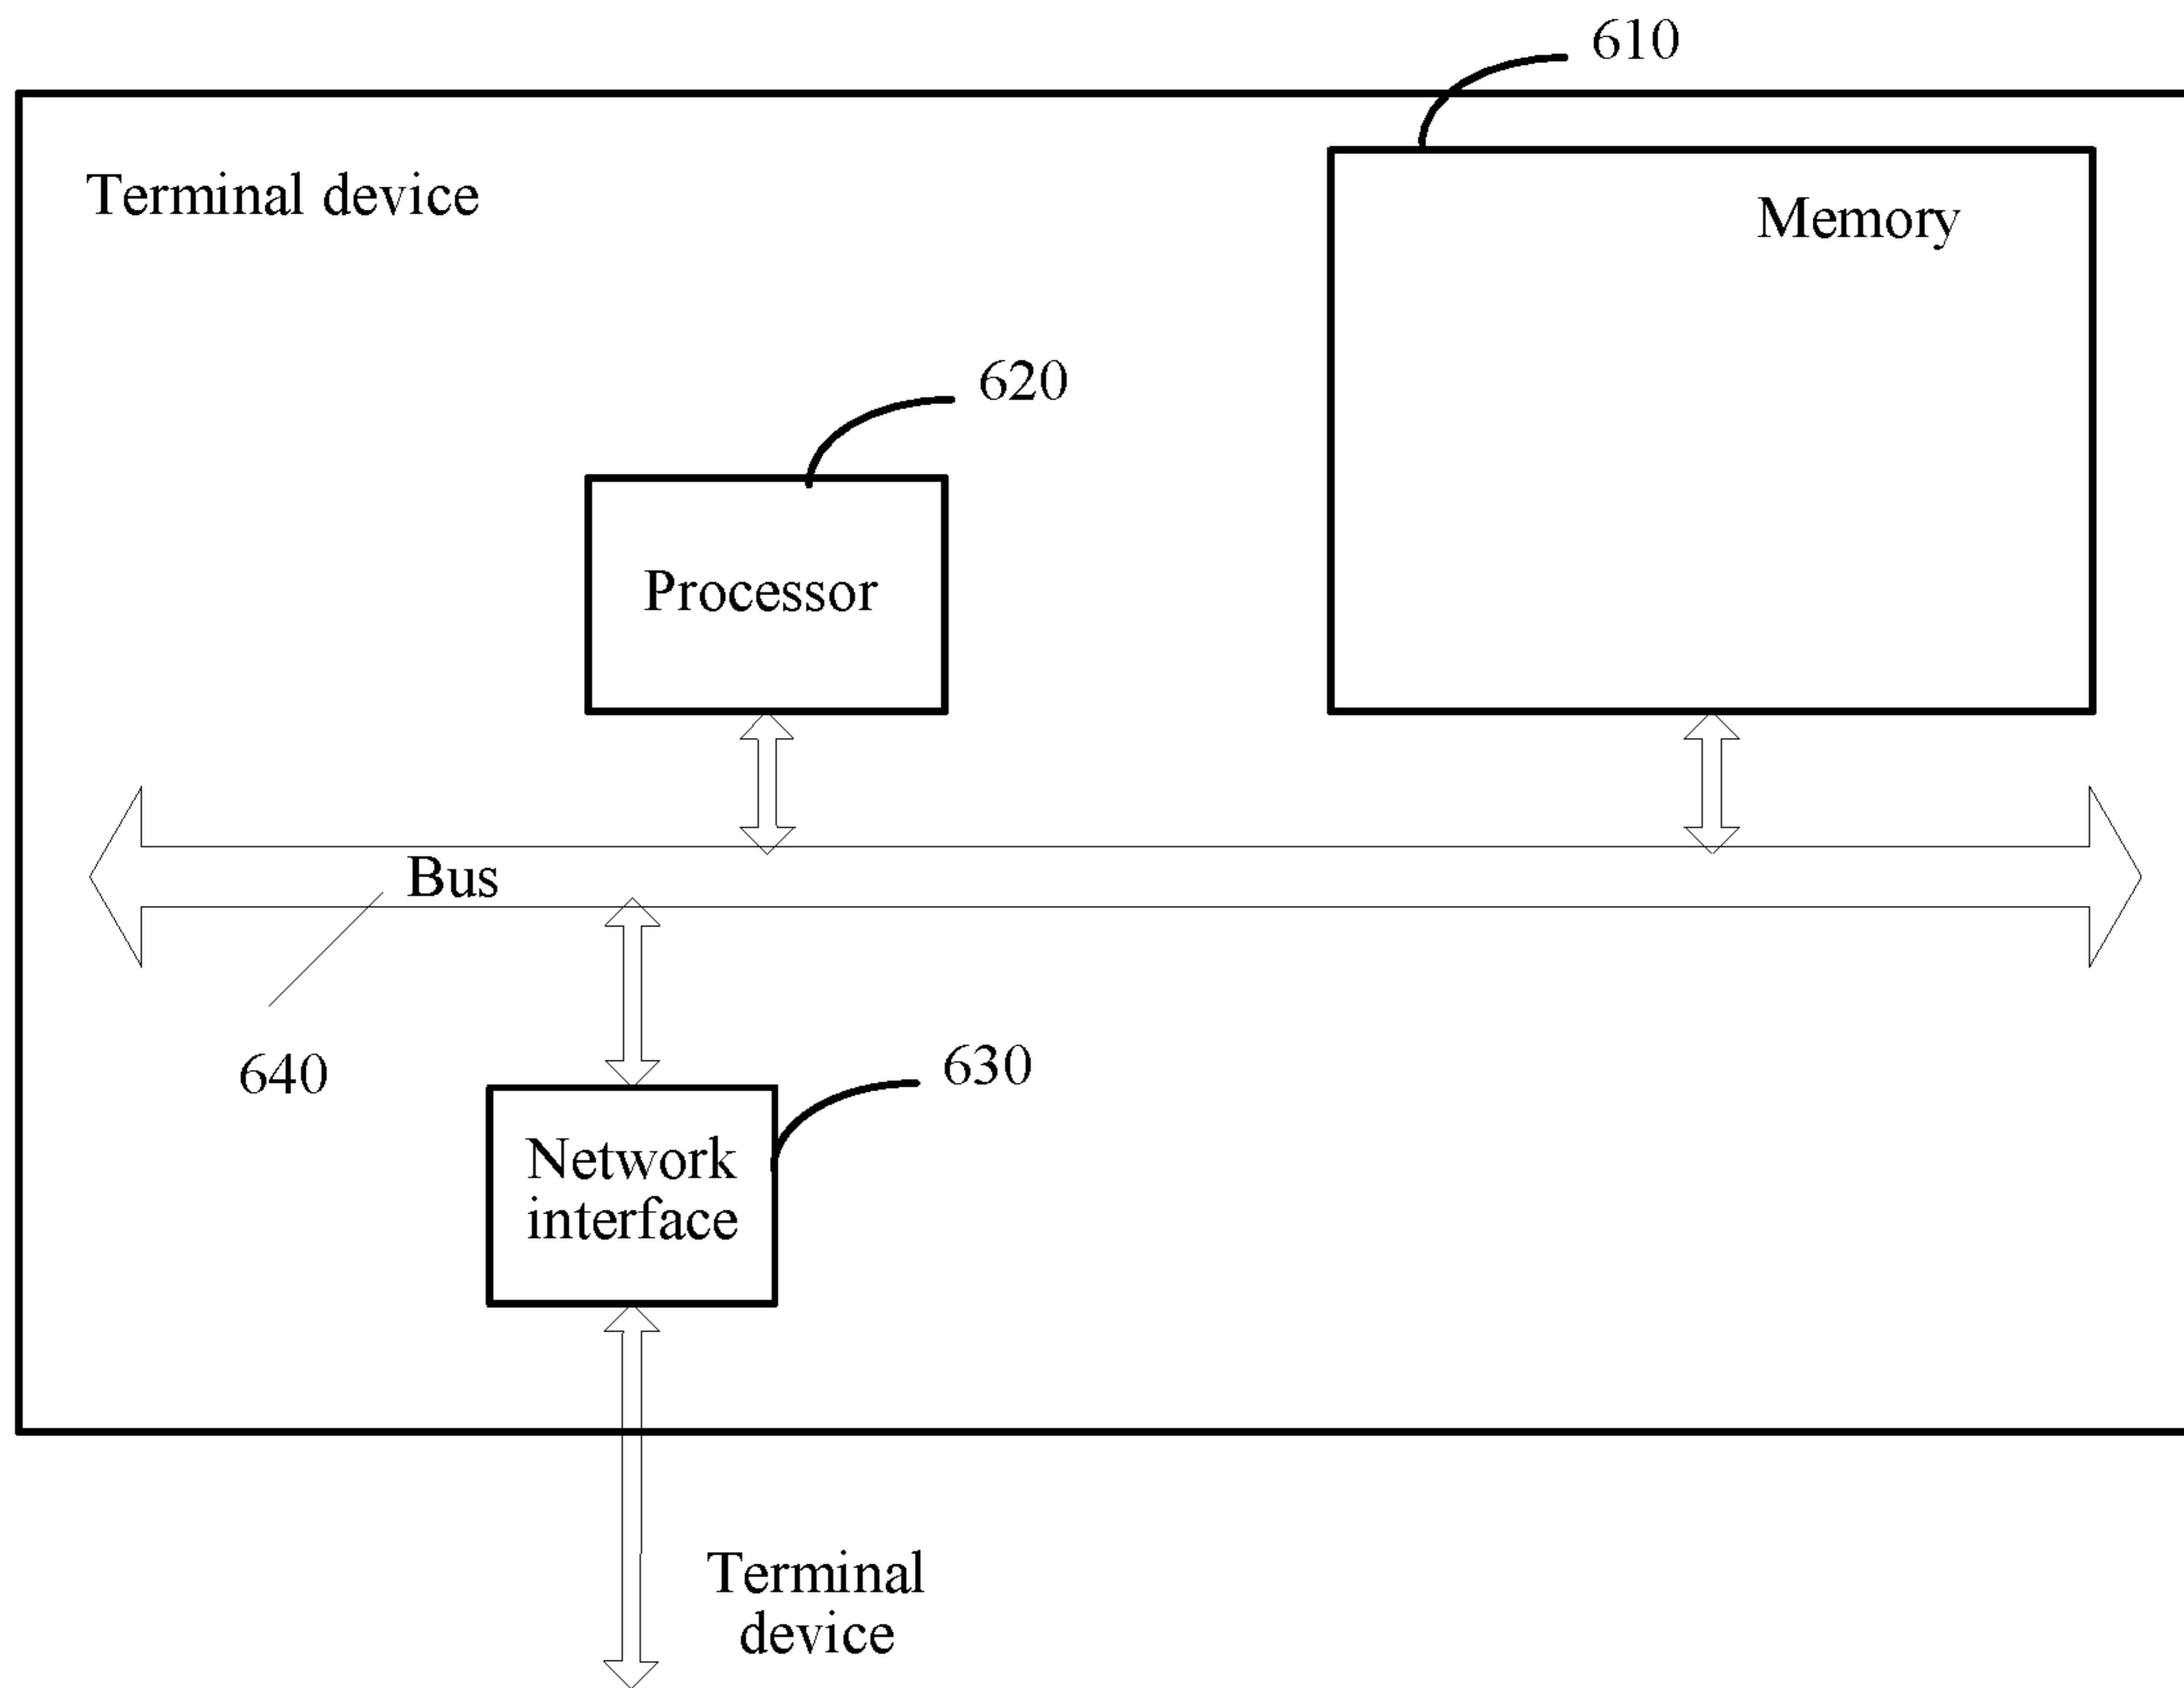 610
Terminal device
Memory
620
Processor
Bus
640
630
Network
interface
Terminal
device